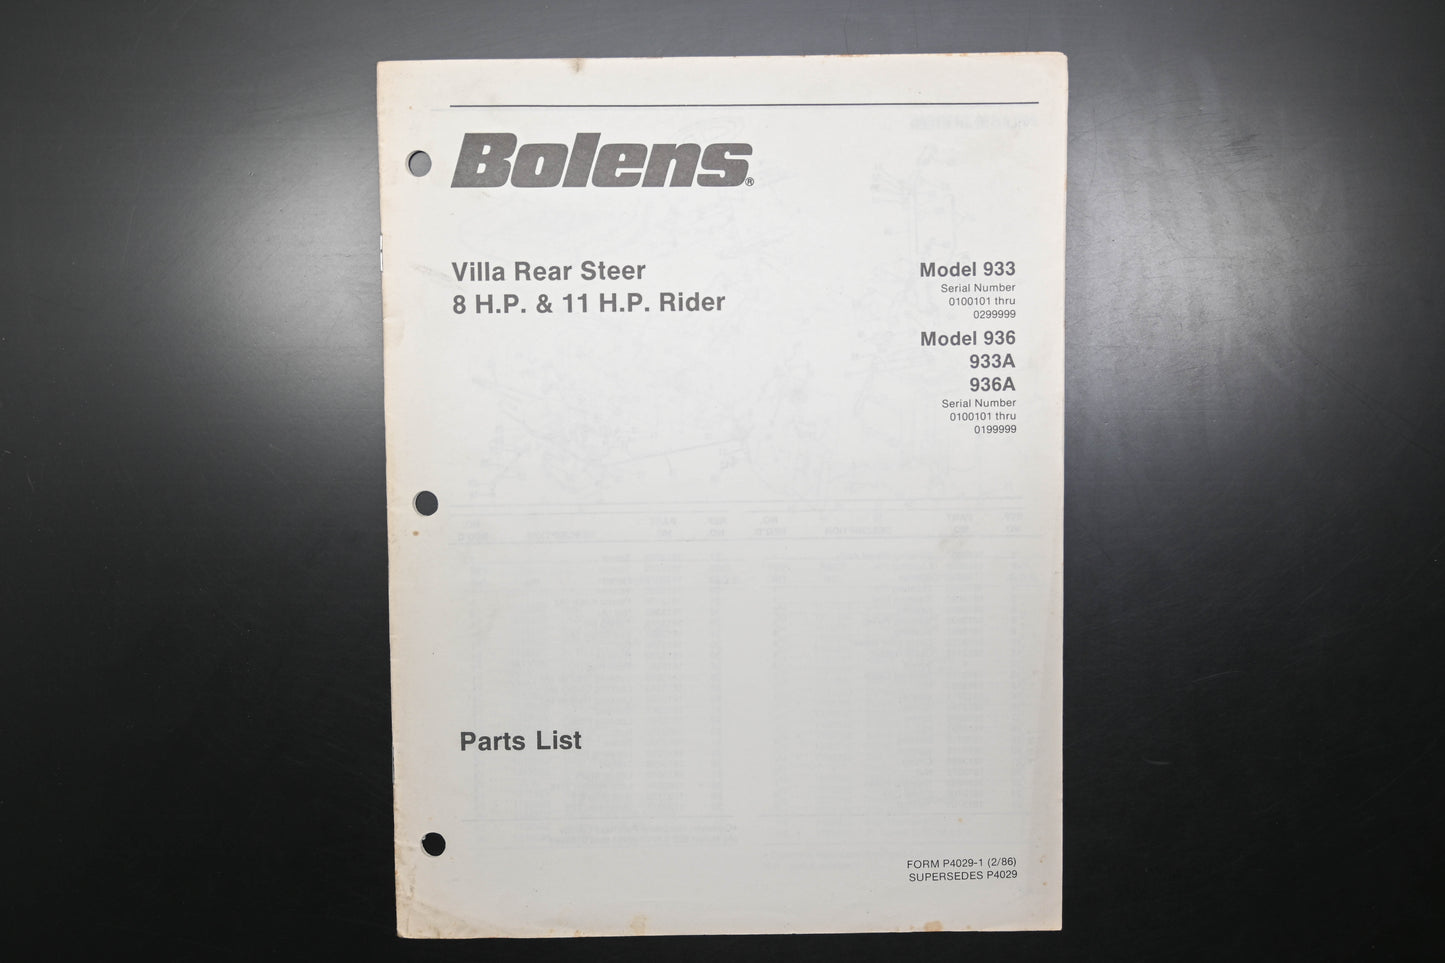 Bolens®
Villa Rear Steer
8 H.P. & 11 H.P. Rider
Model 933
Serial Number
0100101 thru
0299999
Model 936
933A
936A
Serial Number
0100101 thru
0199999
Parts List
FORM P4029-1 (2/86)
SUPERSEDES P4029